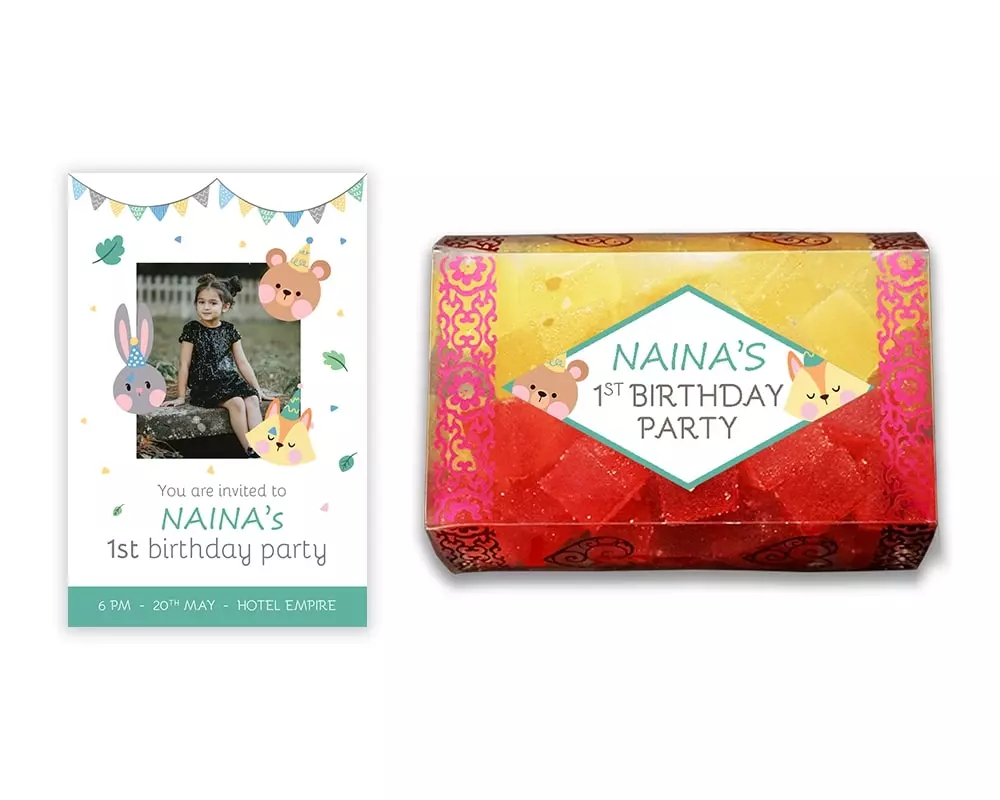 You are invited to
NAINA's
1st birthday party
6 PM - 20TH MAY - HOTEL EMPIRE
NAINA'S
1ST BIRTHDAY
PARTY